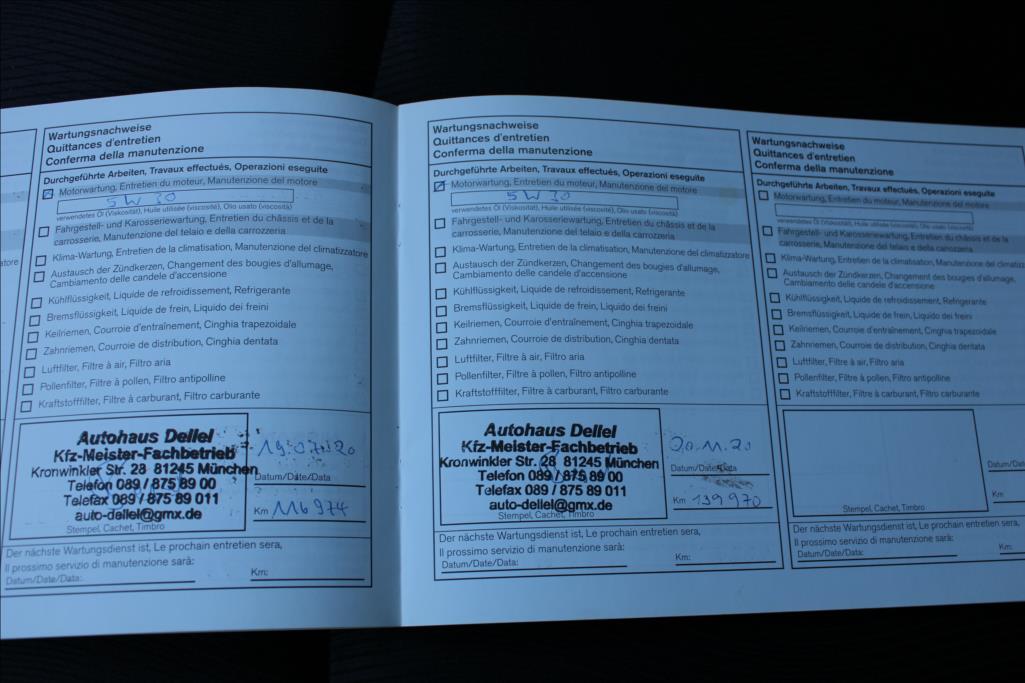 atore
Wartungsnachweise
Quittances d'entretien
Conferma della manutenzione
Durchgeführte Arbeiten, Travaux effectués, Operazioni eseguite
Motorwartung, Entretien du moteur, Manutenzione del motore
5W30
verwendetes Öl (Viskosität), Huile utilisée (viscosité), Olio usato (viscosità)
Fahrgestell- und Karosseriewartung, Entretien du châssis et de la
carrosserie, Manutenzione del telaio e della carrozzeria
Klima-Wartung, Entretien de la climatisation, Manutenzione del climatizzatore
Austausch der Zündkerzen, Changement des bougies d'allumage,
Cambiamento delle candele d'accensione
Kühlflüssigkeit, Liquide de refroidissement, Refrigerante
Bremsflüssigkeit, Liquide de frein, Liquido dei freini
Keilriemen, Courroie d'entraînement, Cinghia trapezoidale
Zahnriemen, Courroie de distribution, Cinghia dentata
Luftfilter, Filtre à air, Filtro aria
Pollenfilter, Filtre à pollen, Filtro antipolline
Kraftstofffilter, Filtre à carburant, Filtro carburante
Autohaus Dellel
Kfz-Meister-Fachbetrieb
Kronwinkler Str. 28 81245 München
Telefon 089 / 875 89 00
Telefax 089 / 875 89 011
auto-dellel@gmx.de
Stempel, Cachet, Timbro
19.07.20
Datum/Date/Data
Km 116974
Der nächste Wartungsdienst ist, Le prochain entretien sera,
Il prossimo servizio di manutenzione sarà:
Datum/Date/Data:
Km:
Wartungsnachweise
Quittances d'entretien
Conferma della manutenzione
Durchgeführte Arbeiten, Travaux effectués, Operazioni eseguite
Motorwartung, Entretien du moteur, Manutenzione del motore
5W30
verwendetes Öl (Viskosität), Huile utilisée (viscosité), Olio usato (viscosità)
Fahrgestell- und Karosseriewartung, Entretien du châssis et de la
carrosserie, Manutenzione del telaio e della carrozzeria
Klima-Wartung, Entretien de la climatisation, Manutenzione del climatizzatore
Austausch der Zündkerzen, Changement des bougies d'allumage,
Cambiamento delle candele d'accensione
Kühlflüssigkeit, Liquide de refroidissement, Refrigerante
Bremsflüssigkeit, Liquide de frein, Liquido dei freini
Keilriemen, Courroie d'entraînement, Cinghia trapezoidale
Zahnriemen, Courroie de distribution, Cinghia dentata
Luftfilter, Filtre à air, Filtro aria
Pollenfilter, Filtre à pollen, Filtro antipolline
Kraftstofffilter, Filtre à carburant, Filtro carburante
Autohaus Dellel
Kfz-Meister-Fachbetrieb
Kronwinkler Str. 28 81245 München
Telefon 089 / 875 89 00
Telefax 089 / 875 89 011
auto-dellel@gmx.de
Stempel, Cachet, Timbro
20.11.20
Datum/Date/Data
Km 139970
Der nächste Wartungsdienst ist, Le prochain entretien sera,
Il prossimo servizio di manutenzione sarà:
Datum/Date/Data:
Km:
Wartungsnachweise
Quittances d'entretien
Conferma della manutenzione
Durchgeführte Arbeiten, Travaux effectués, Operazioni eseguite
Motorwartung, Entretien du moteur, Manutenzione del motore
verwendetes Öl (Viskosität), Huile utilisée (viscosité), Olio usato (viscosità)
Fahrgestell- und Karosseriewartung, Entretien du châssis et de la
carrosserie, Manutenzione del telaio e della carrozzeria
Klima-Wartung, Entretien de la climatisation, Manutenzione del
Austausch der Zündkerzen, Changement des bougies d'allumage,
Cambiamento delle candele d'accensione
Kühlflüssigkeit, Liquide de refroidissement, Refrigerante
Bremsflüssigkeit, Liquide de frein, Liquido dei freini
Keilriemen, Courroie d'entraînement, Cinghia trapezoidale
Zahnriemen, Courroie de distribution, Cinghia dentata
Luftfilter, Filtre à air, Filtro aria
Pollenfilter, Filtre à pollen, Filtro antipolline
Kraftstofffilter, Filtre à carburant, Filtro carburante
Stempel, Cachet, Timbro
Datum/
Km
Der nächste Wartungsdienst ist, Le prochain entretien sera,
Il prossimo servizio di manutenzione sarà:
Datum/Date/Data:
Km: